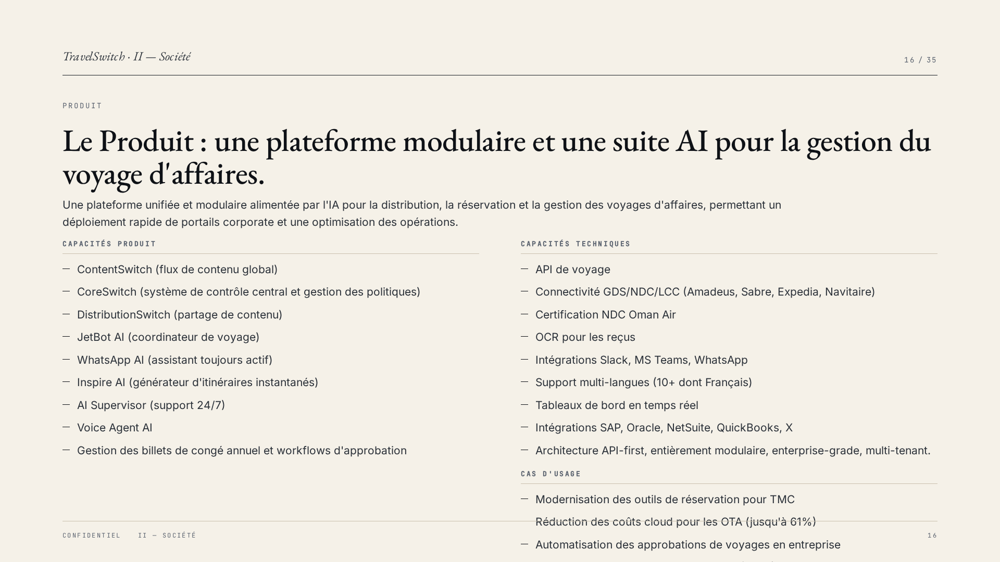 TravelSwitch · II — Société
16 / 35
PRODUIT
Le Produit : une plateforme modulaire et une suite AI pour la gestion du
voyage d'affaires.
Une plateforme unifiée et modulaire alimentée par l'IA pour la distribution, la réservation et la gestion des voyages d'affaires, permettant un
déploiement rapide de portails corporate et une optimisation des opérations.
CAPACITÉS PRODUIT
— ContentSwitch (flux de contenu global)
— CoreSwitch (système de contrôle central et gestion des politiques)
— DistributionSwitch (partage de contenu)
— JetBot AI (coordinateur de voyage)
— WhatsApp AI (assistant toujours actif)
— Inspire AI (générateur d'itinéraires instantanés)
— AI Supervisor (support 24/7)
— Voice Agent AI
— Gestion des billets de congé annuel et workflows d'approbation
CAPACITÉS TECHNIQUES
— API de voyage
— Connectivité GDS/NDC/LCC (Amadeus, Sabre, Expedia, Navitaire)
— Certification NDC Oman Air
— OCR pour les reçus
— Intégrations Slack, MS Teams, WhatsApp
— Support multi-langues (10+ dont Français)
— Tableaux de bord en temps réel
— Intégrations SAP, Oracle, NetSuite, QuickBooks, X
— Architecture API-first, entièrement modulaire, enterprise-grade, multi-tenant.
CAS D'USAGE
— Modernisation des outils de réservation pour TMC
Réduction des coûts cloud pour les OTA (jusqu'à 61%)
— Automatisation des approbations de voyages en entreprise
CONFIDENTIEL II — SOCIÉTÉ
16